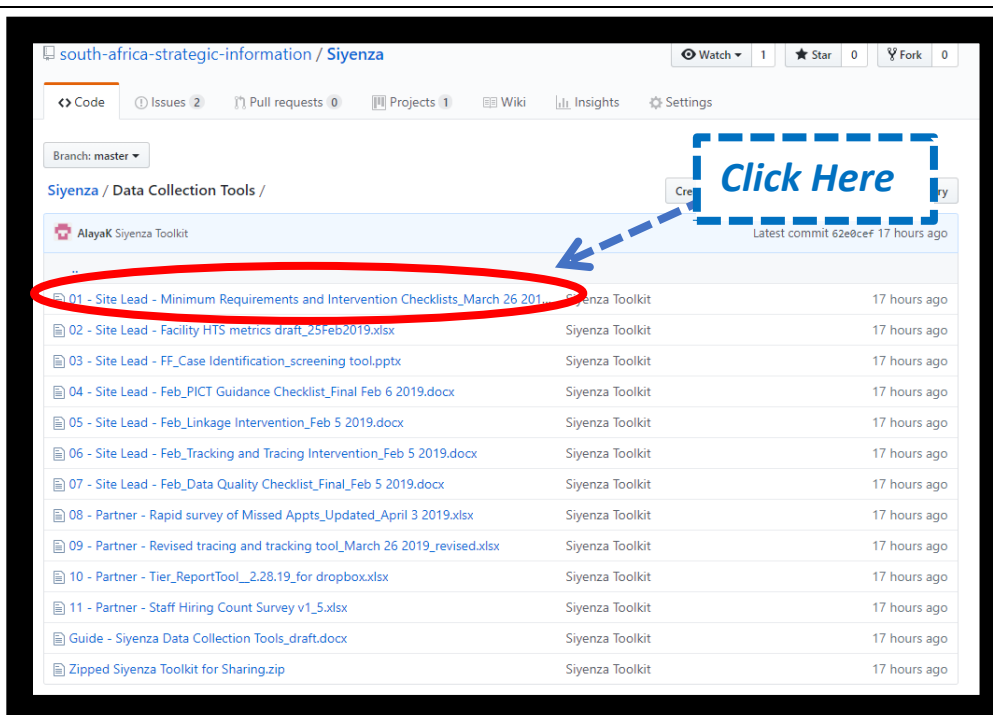 south-africa-strategic-information / Siyenza
Watch 1 Star 0 Fork 0
Code Issues 2 Pull requests 0 Projects 1 Wiki Insights Settings
Branch: master
Click Here
Siyenza / Data Collection Tools / Cre ry
AlayaK Siyenza Toolkit Latest commit 62e0cef 17 hours ago
..
01 - Site Lead - Minimum Requirements and Intervention Checklists_March 26 201... Siyenza Toolkit 17 hours ago
02 - Site Lead - Facility HTS metrics draft_25Feb2019.xlsx Siyenza Toolkit 17 hours ago
03 - Site Lead - FF_Case Identification_screening tool.pptx Siyenza Toolkit 17 hours ago
04 - Site Lead - Feb_PICT Guidance Checklist_Final Feb 6 2019.docx Siyenza Toolkit 17 hours ago
05 - Site Lead - Feb_Linkage Intervention_Feb 5 2019.docx Siyenza Toolkit 17 hours ago
06 - Site Lead - Feb_Tracking and Tracing Intervention_Feb 5 2019.docx Siyenza Toolkit 17 hours ago
07 - Site Lead - Feb_Data Quality Checklist_Final_Feb 5 2019.docx Siyenza Toolkit 17 hours ago
08 - Partner - Rapid survey of Missed Appts_Updated_April 3 2019.xlsx Siyenza Toolkit 17 hours ago
09 - Partner - Revised tracing and tracking tool_March 26 2019_revised.xlsx Siyenza Toolkit 17 hours ago
10 - Partner - Tier_ReportTool__2.28.19_for dropbox.xlsx Siyenza Toolkit 17 hours ago
11 - Partner - Staff Hiring Count Survey v1_5.xlsx Siyenza Toolkit 17 hours ago
Guide - Siyenza Data Collection Tools_draft.docx Siyenza Toolkit 17 hours ago
Zipped Siyenza Toolkit for Sharing.zip Siyenza Toolkit 17 hours ago